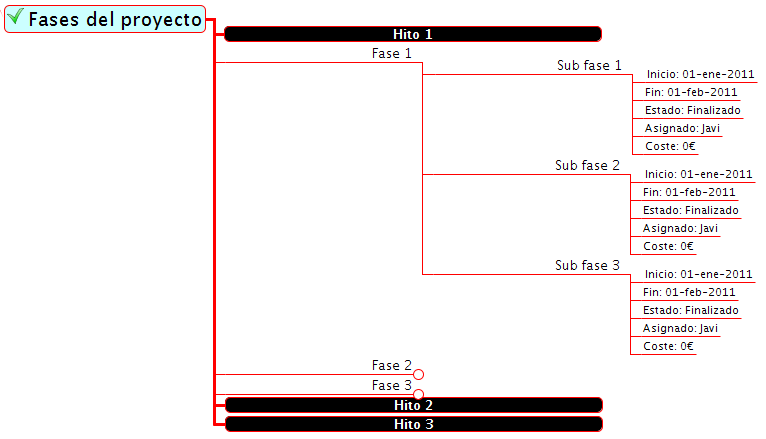 Fases del proyecto
Hito 1
Fase 1
Sub fase 1
Inicio: 01-ene-2011
Fin: 01-feb-2011
Estado: Finalizado
Asignado: Javi
Coste: 0€
Sub fase 2
Inicio: 01-ene-2011
Fin: 01-feb-2011
Estado: Finalizado
Asignado: Javi
Coste: 0€
Sub fase 3
Inicio: 01-ene-2011
Fin: 01-feb-2011
Estado: Finalizado
Asignado: Javi
Coste: 0€
Fase 2
Fase 3
Hito 2
Hito 3